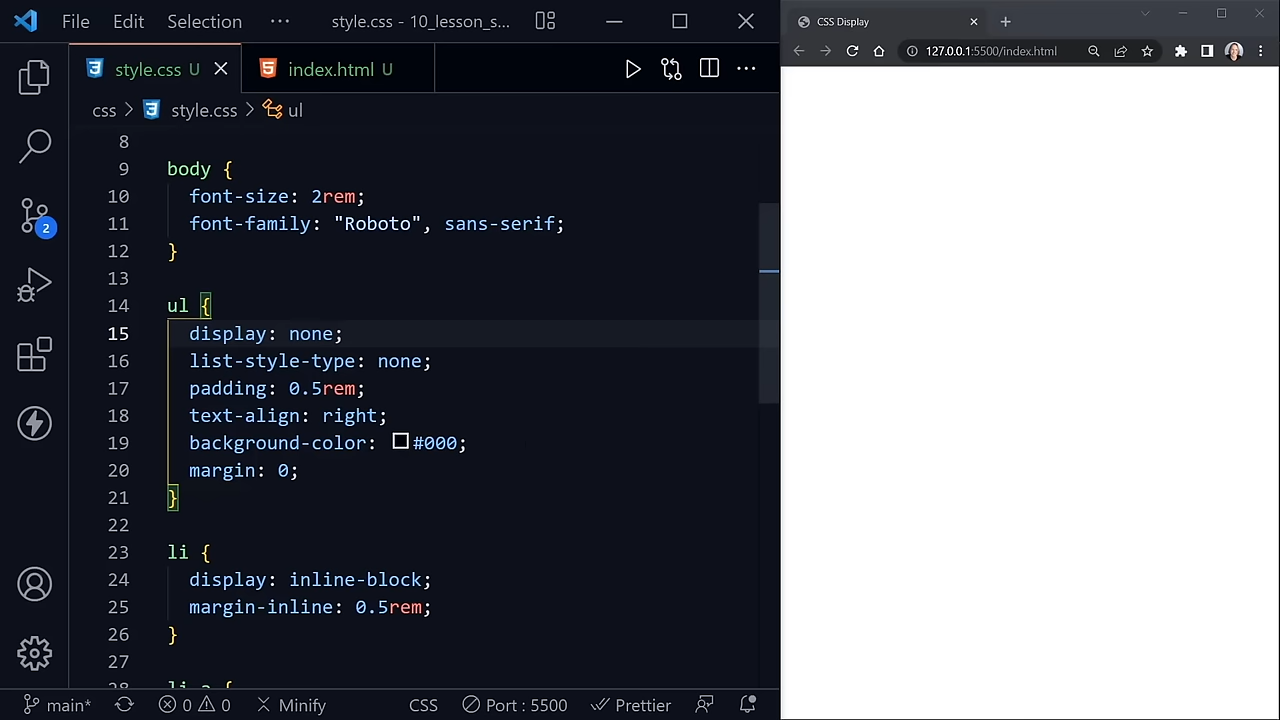 File Edit Selection ··· style.css - 10_lesson_s...
style.css U index.html U
css > style.css > ul
8
9 body {
10 font-size: 2rem;
11 font-family: "Roboto", sans-serif;
12 }
13
14 ul {
15 display: none;
16 list-style-type: none;
17 padding: 0.5rem;
18 text-align: right;
19 background-color: #000;
20 margin: 0;
21 }
22
23 li {
24 display: inline-block;
25 margin-inline: 0.5rem;
26 }
27
28 li a {
2
main* 0 0 Minify CSS Port : 5500 Prettier
CSS Display
127.0.0.1:5500/index.html